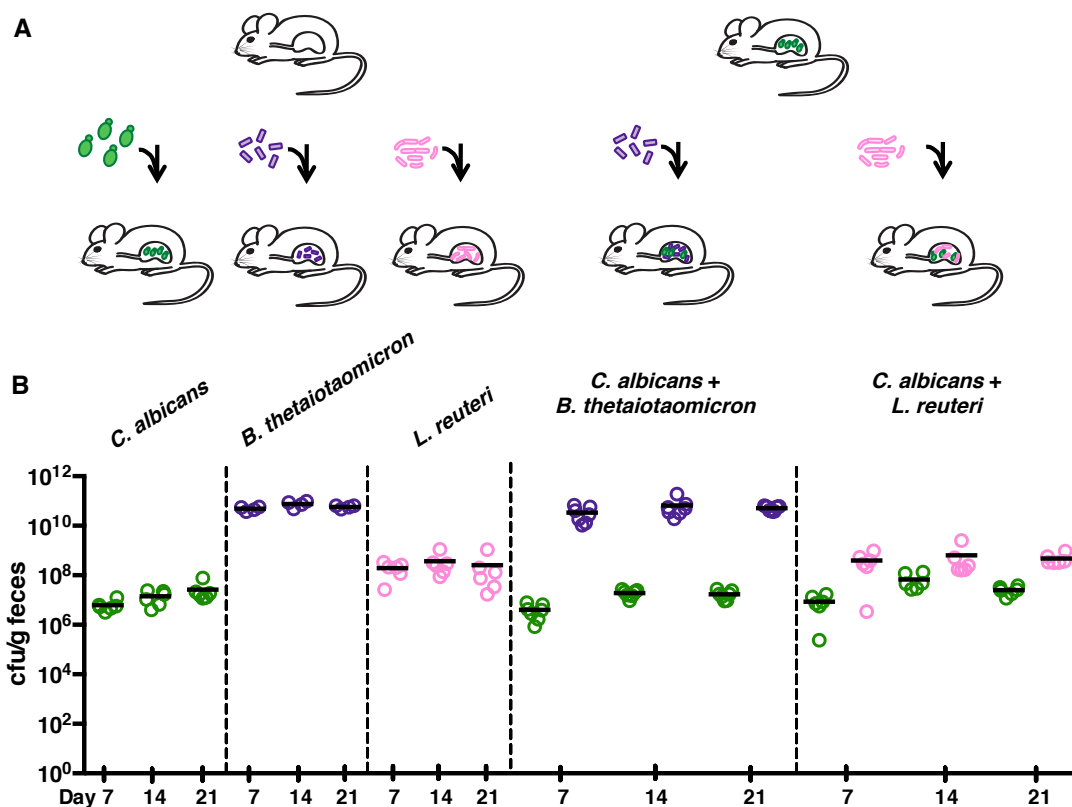 A
B
C. albicans
B. thetaiotaomicron
L. reuteri
C. albicans +
B. thetaiotaomicron
C. albicans +
L. reuteri
cfu/g feces
10^12
10^10
10^8
10^6
10^4
10^2
10^0
Day 7 14 21 7 14 21 7 14 21 7 14 21 7 14 21